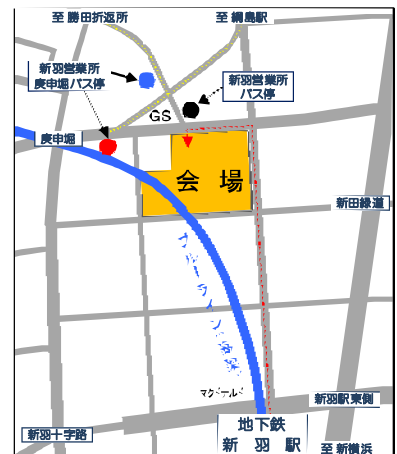 至 勝田折返所
至 綱島駅
新羽営業所
庚申堀バス停
新羽営業所
バス停
GS
庚申堀
会 場
新田緑道
ブルーライン
マクドナルド
新羽駅東側
地下鉄
新 羽 駅
新羽十字路
至 新横浜